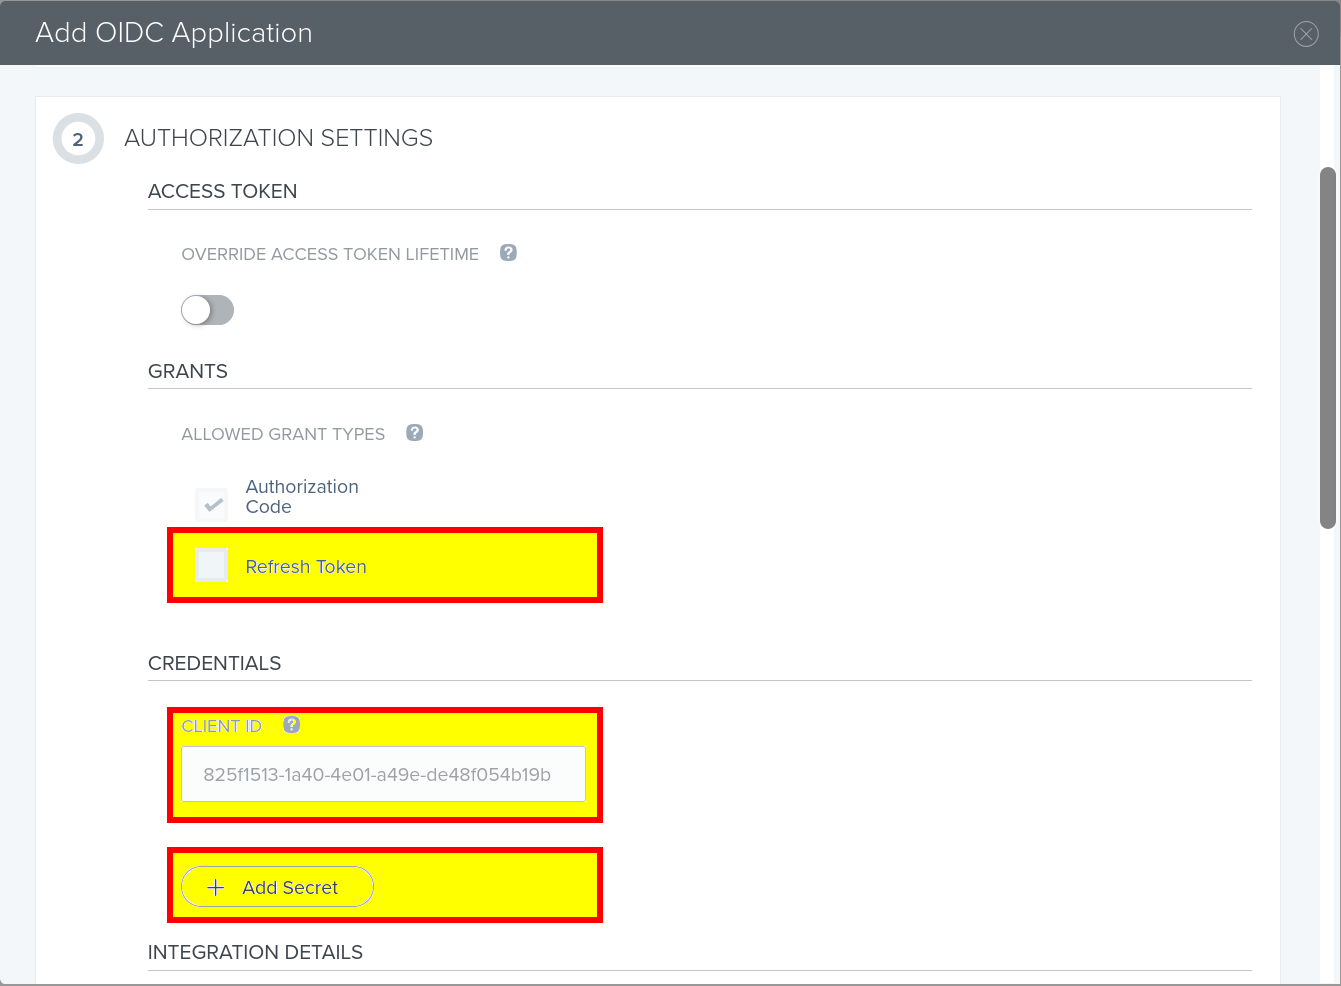 Add OIDC Application
2
AUTHORIZATION SETTINGS
ACCESS TOKEN
OVERRIDE ACCESS TOKEN LIFETIME ?
GRANTS
ALLOWED GRANT TYPES ?
Authorization
Code
Refresh Token
CREDENTIALS
CLIENT ID ?
825f1513-1a40-4e01-a49e-de48f054b19b
+ Add Secret
INTEGRATION DETAILS